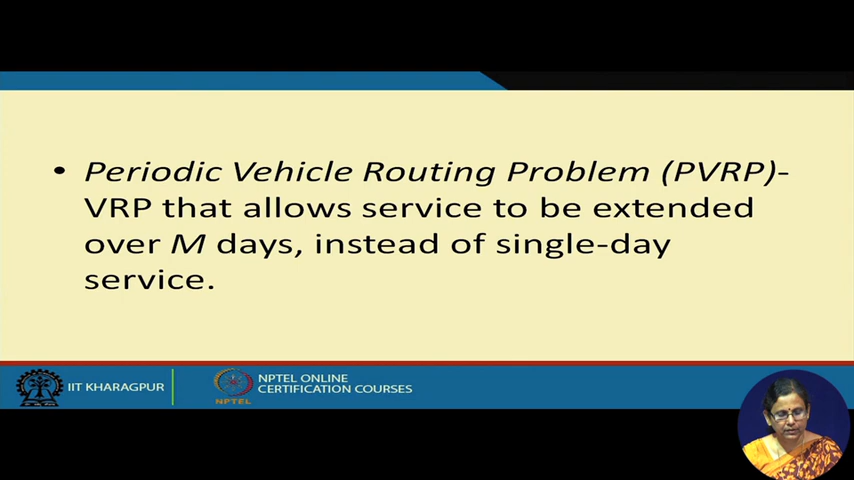 • Periodic Vehicle Routing Problem (PVRP)-
VRP that allows service to be extended
over M days, instead of single-day
service.
IIT KHARAGPUR
NPTEL ONLINE
CERTIFICATION COURSES
NPTEL